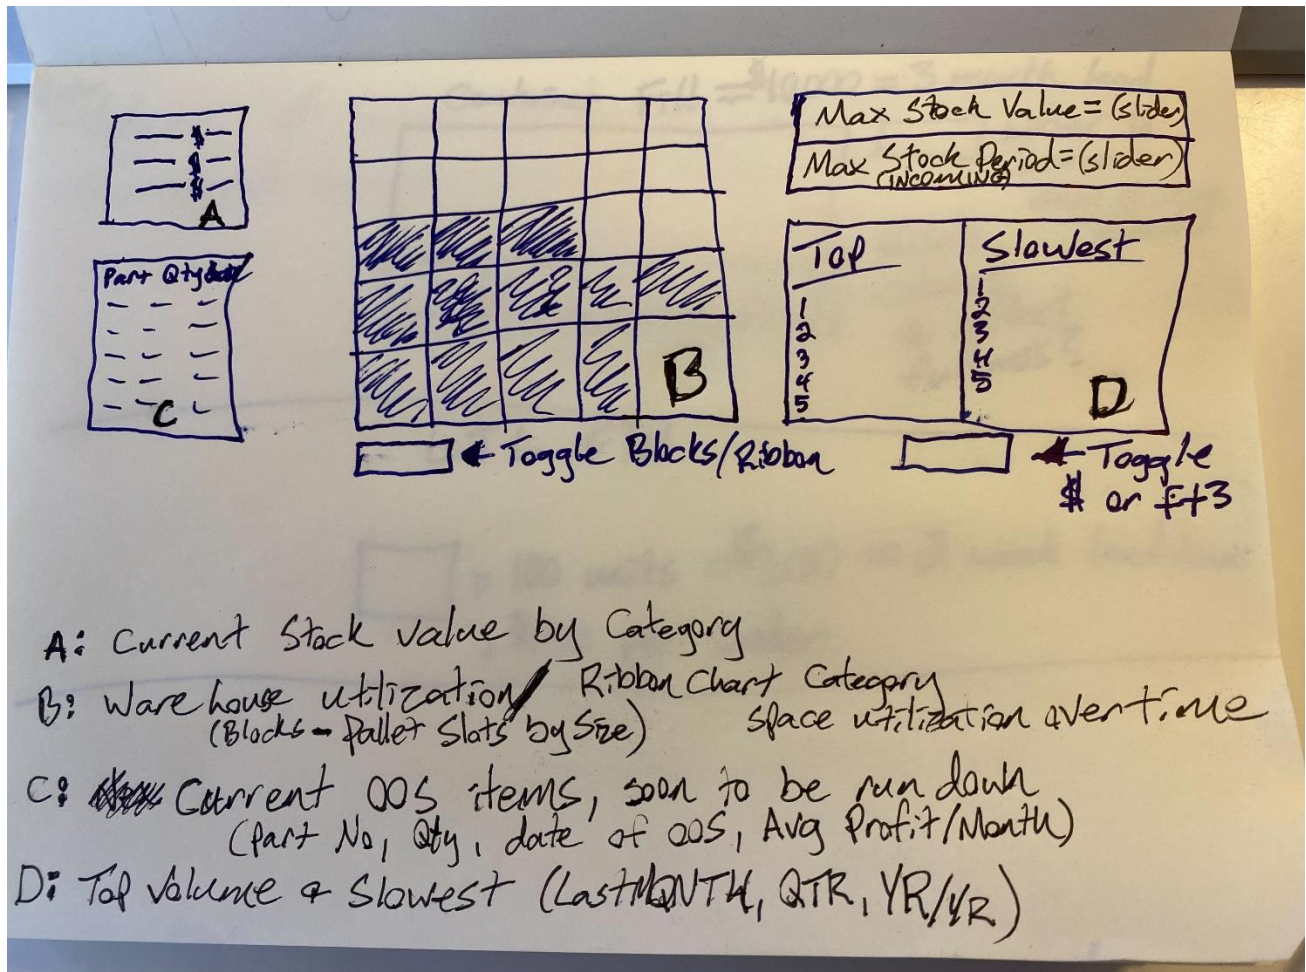 $
$
$
A
Part Qty
C
B
Toggle Blocks/Ribbon
Max Stock Value = (slider)
Max Stock Period = (slider)
(INCOMING)
Top
1
2
3
4
5
Slowest
1
2
3
4
5
D
Toggle
$ or ft3
A: Current Stock value by Category
B: Warehouse utilization / Ribbon Chart Category
(Blocks - Pallet Slots by Size) space utilization over time
C: Current OOS items, soon to be run down
(Part No, Qty, date of OOS, Avg Profit/Month)
D: Top Volume & Slowest (Last MONTH, QTR, YR/YR)